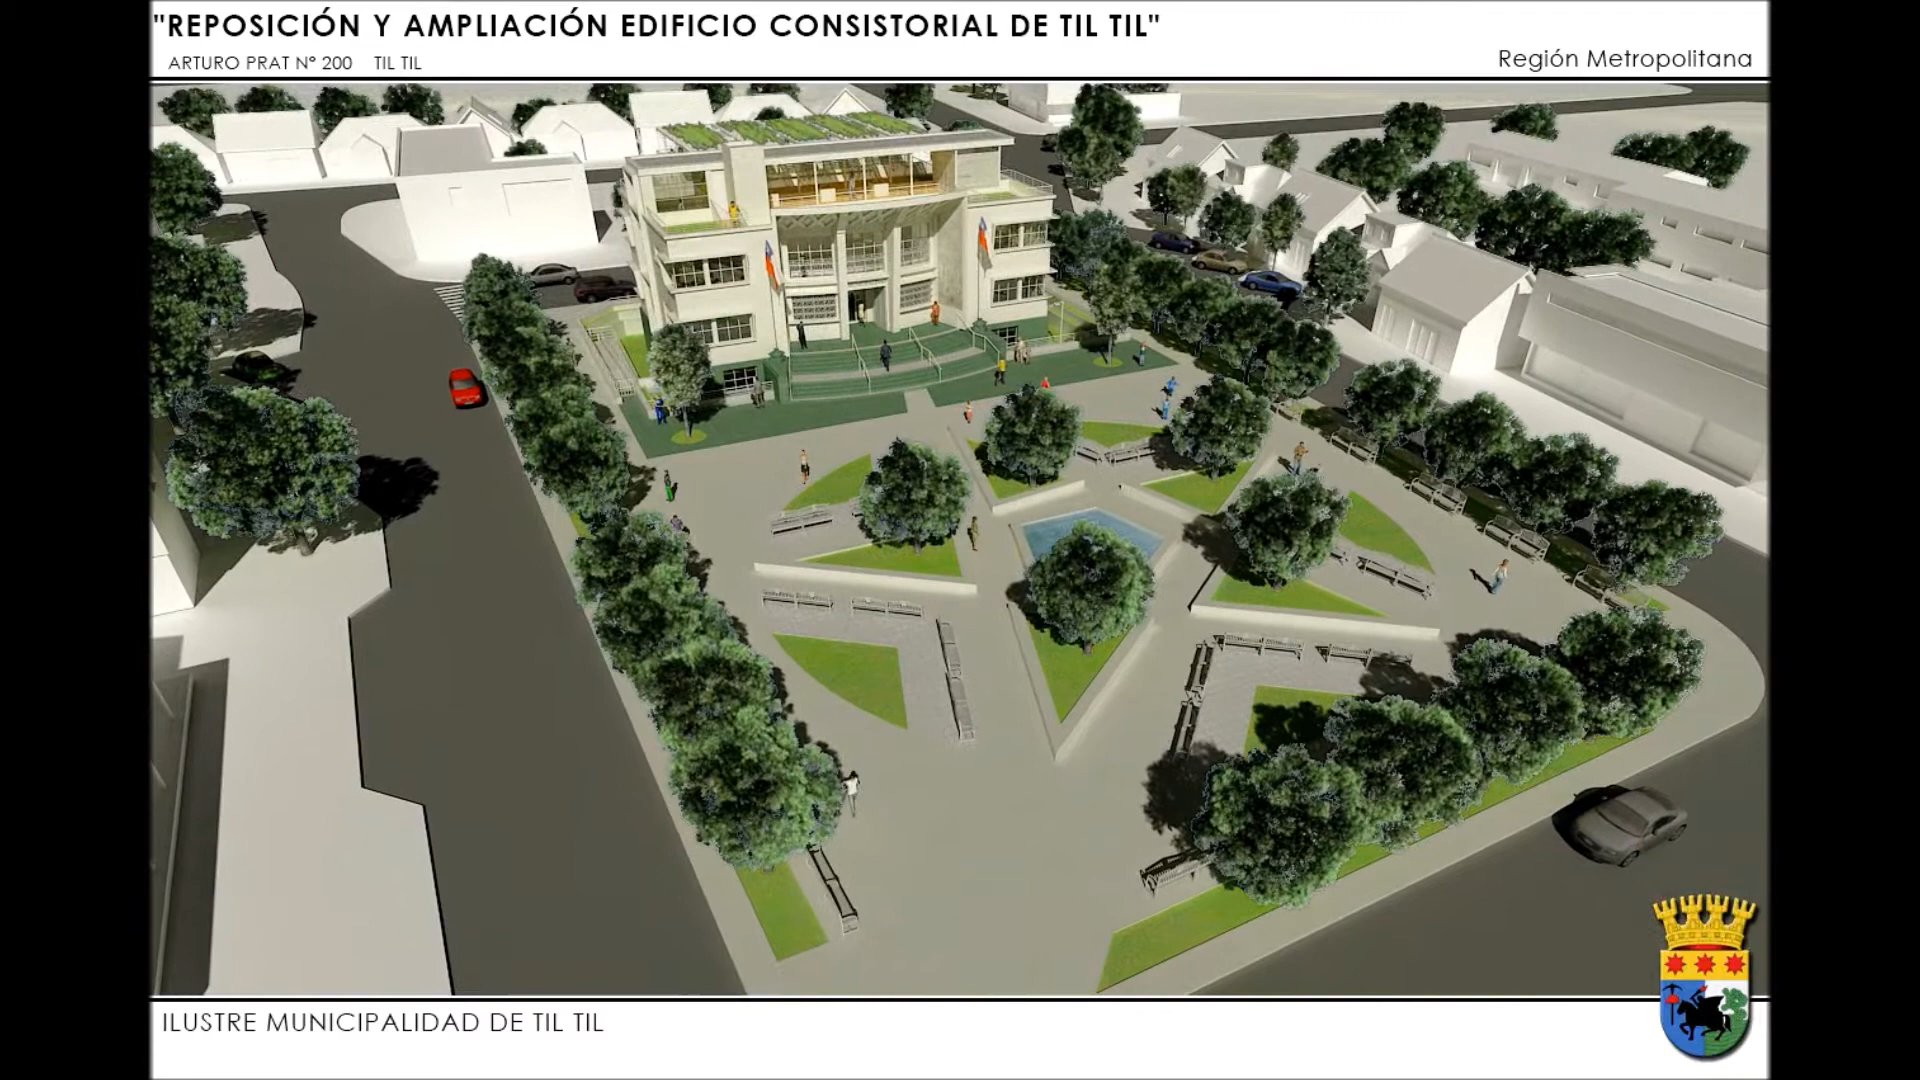 "REPOSICIÓN Y AMPLIACIÓN EDIFICIO CONSISTORIAL DE TIL TIL"
ARTURO PRAT N° 200 TIL TIL
Región Metropolitana
ILUSTRE MUNICIPALIDAD DE TIL TIL